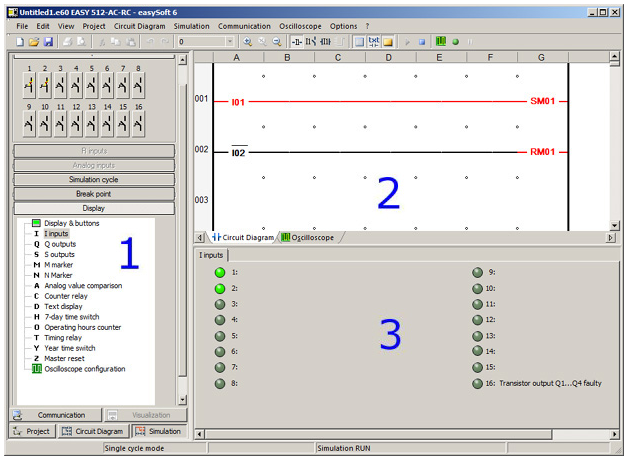 Untitled1.e60 EASY 512-AC-RC - easySoft 6
File Edit View Project Circuit Diagram Simulation Communication Oscilloscope Options ?
0
txt
1 2 3 4 5 6 7 8
9 10 11 12 13 14 15 16
R inputs
Analog inputs
Simulation cycle
Break point
Display
Display & buttons
I I inputs
Q Q outputs
S S outputs
M M marker
N N Marker
A Analog value comparison
C Counter relay
D Text display
H 7-day time switch
O Operating hours counter
T Timing relay
Y Year time switch
Z Master reset
Oscilloscope configuration
1
Communication
Visualization
Project Circuit Diagram Simulation
A B C D E F G
001 I01 SM01
002 I02 RM01
003
2
Circuit Diagram Oscilloscope
I inputs
1: 9:
2: 10:
3: 11:
4: 12:
5: 13:
6: 14:
7: 15:
8: 16: Transistor output Q1...Q4 faulty
3
Single cycle mode Simulation RUN